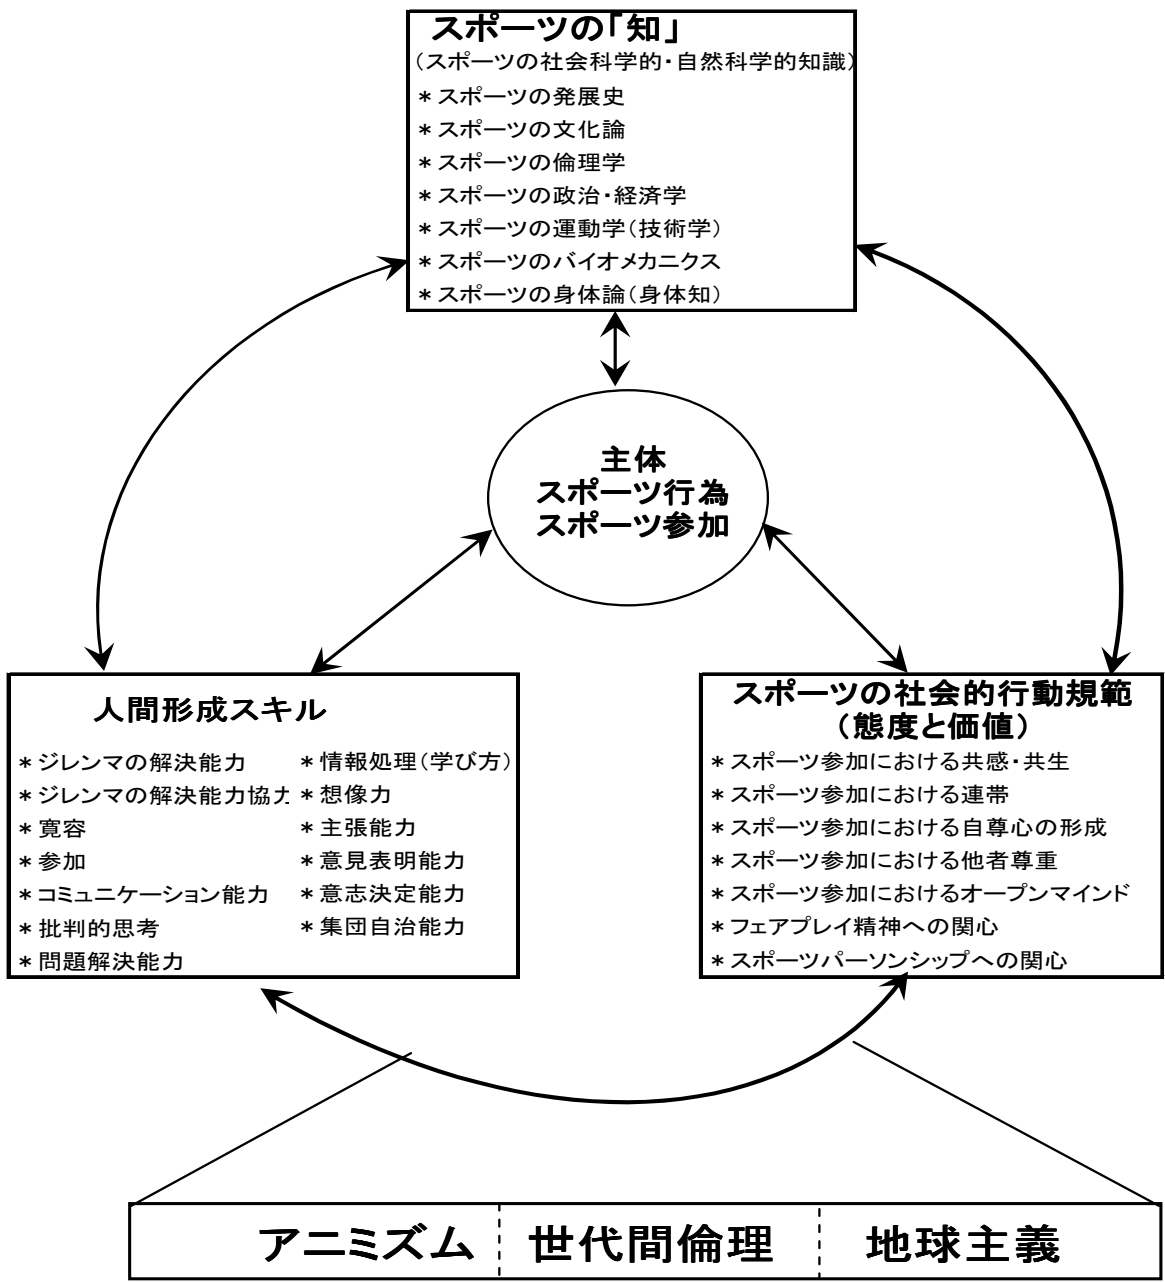 スポーツの「知」
(スポーツの社会科学的・自然科学的知識)
＊スポーツの発展史
＊スポーツの文化論
＊スポーツの倫理学
＊スポーツの政治・経済学
＊スポーツの運動学(技術学)
＊スポーツのバイオメカニクス
＊スポーツの身体論(身体知)
主体
スポーツ行為
スポーツ参加
人間形成スキル
＊ジレンマの解決能力
＊ジレンマの解決能力協力
＊寛容
＊参加
＊コミュニケーション能力
＊批判的思考
＊問題解決能力
＊情報処理(学び方)
＊想像力
＊主張能力
＊意見表明能力
＊意志決定能力
＊集団自治能力
スポーツの社会的行動規範
(態度と価値)
＊スポーツ参加における共感・共生
＊スポーツ参加における連帯
＊スポーツ参加における自尊心の形成
＊スポーツ参加における他者尊重
＊スポーツ参加におけるオープンマインド
＊フェアプレイ精神への関心
＊スポーツパーソンシップへの関心
アニミズム 世代間倫理 地球主義